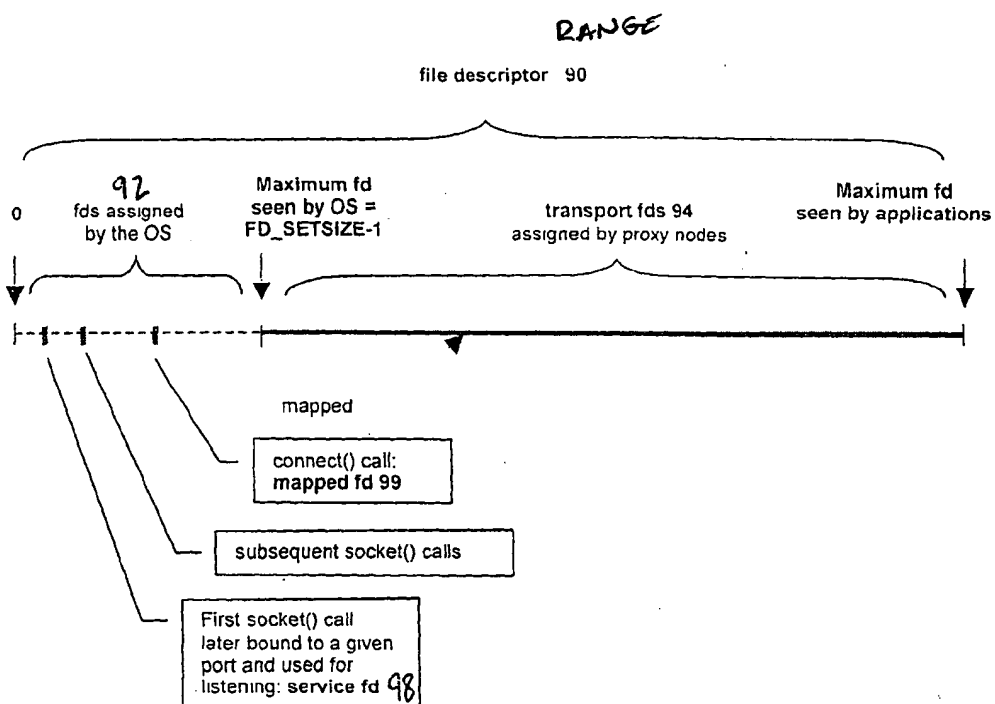 RANGE
file descriptor 90
0
92
fds assigned
by the OS
Maximum fd
seen by OS =
FD_SETSIZE-1
transport fds 94
assigned by proxy nodes
Maximum fd
seen by applications
mapped
connect() call:
mapped fd 99
subsequent socket() calls
First socket() call
later bound to a given
port and used for
listening: service fd 98